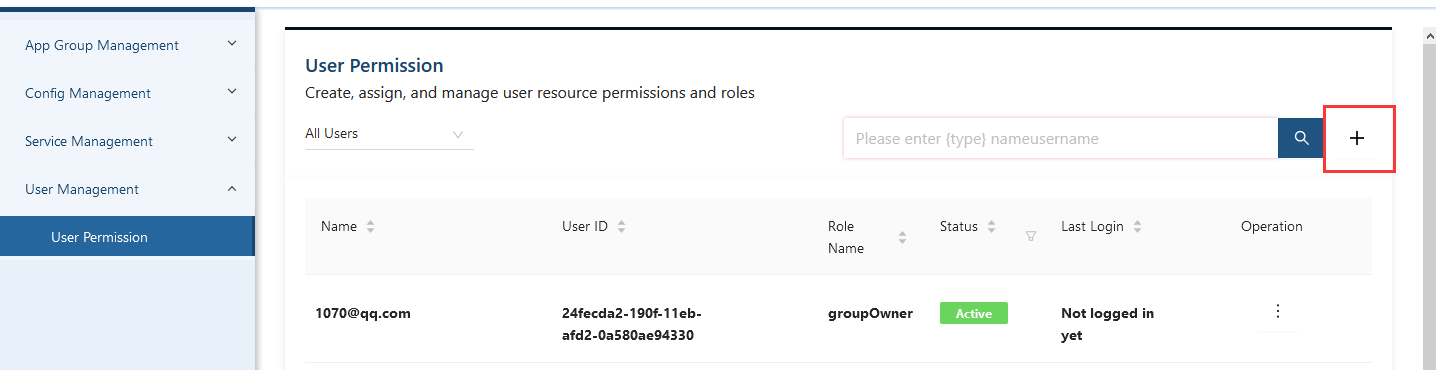 App Group Management
Config Management
Service Management
User Management
User Permission
User Permission
Create, assign, and manage user resource permissions and roles
All Users
Please enter {type} nameusername
Name
User ID
Role
Name
Status
Last Login
Operation
1070@qq.com
24fecda2-190f-11eb-
afd2-0a580ae94330
groupOwner
Active
Not logged in
yet